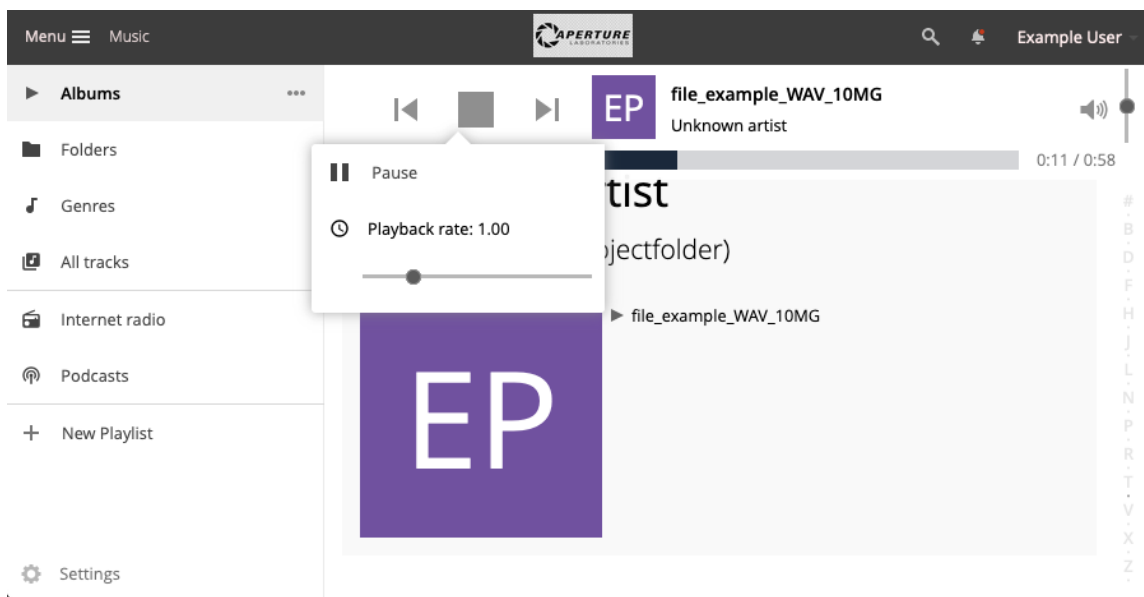 Menu Music
APERTURE
LABORATORIES
Example User
Albums
Folders
Genres
All tracks
Internet radio
Podcasts
New Playlist
Settings
EP
file_example_WAV_10MG
Unknown artist
0:11 / 0:58
Pause
Playback rate: 1.00
tist
jectfolder)
file_example_WAV_10MG
EP
#
B
D
F
H
J
L
N
P
R
T
V
X
Z